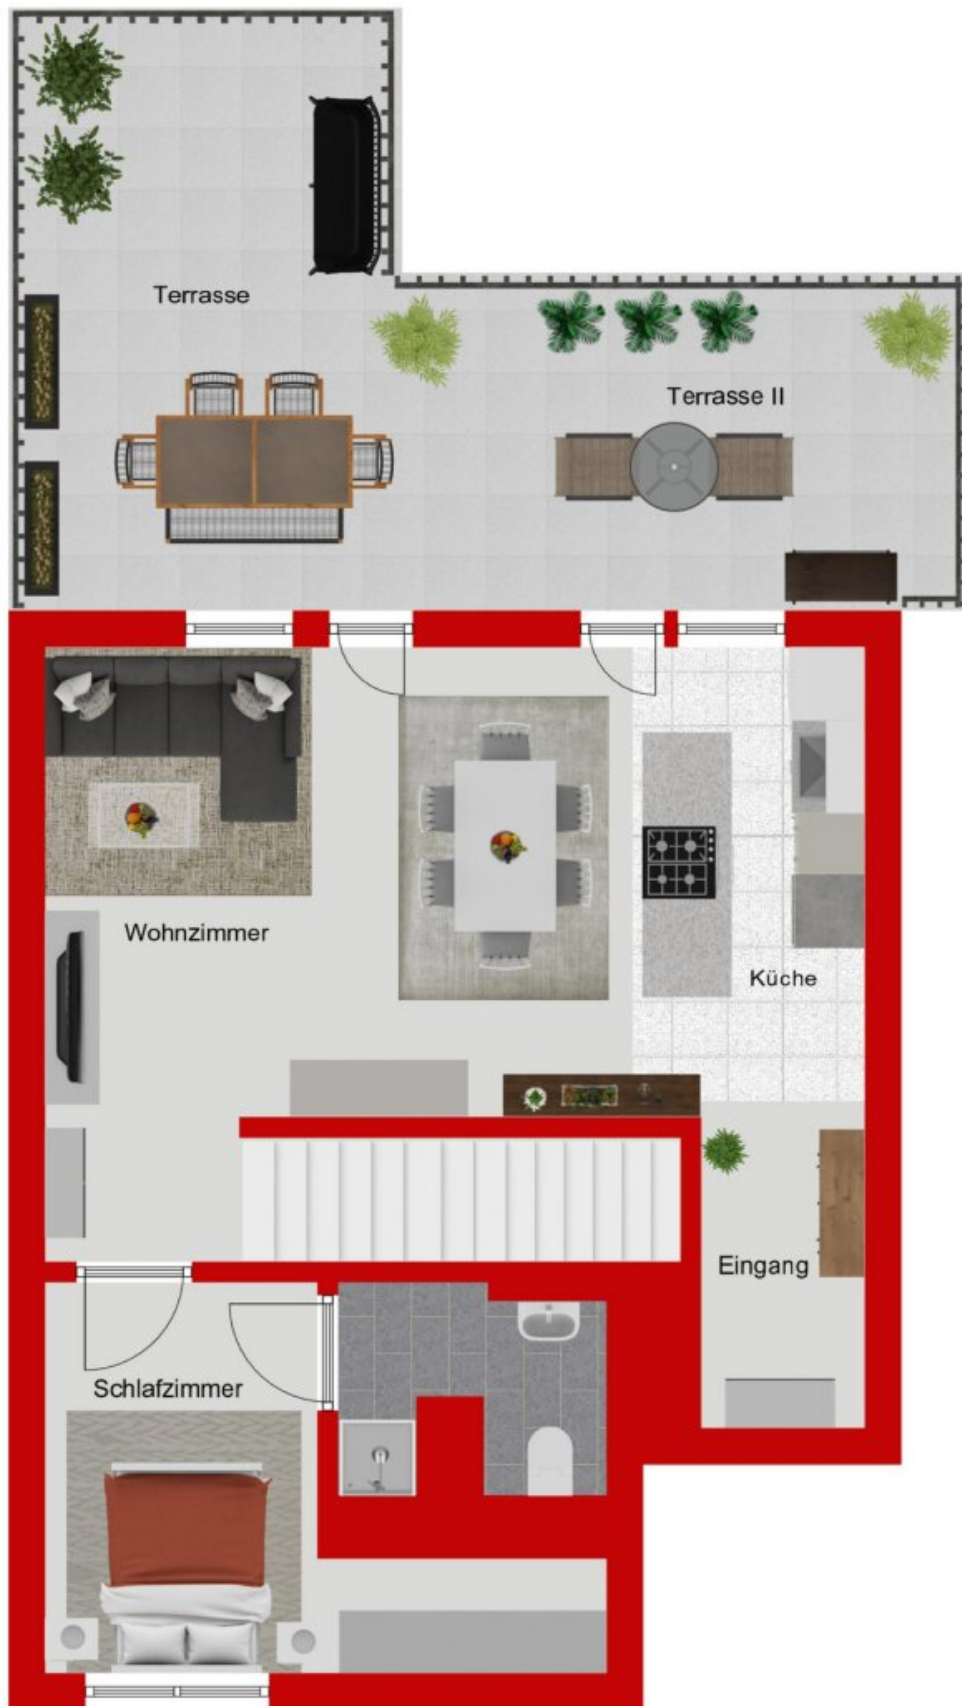 Terrasse
Terrasse II
Wohnzimmer
Küche
Eingang
Schlafzimmer